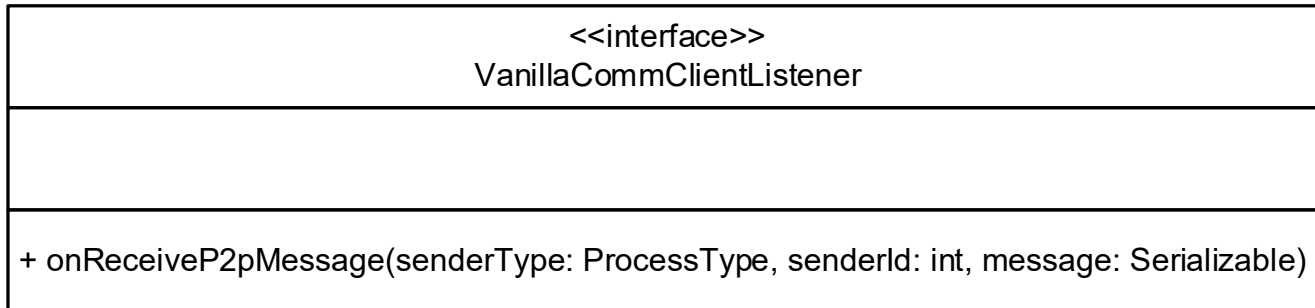 <<interface>>
VanillaCommClientListener
+ onReceiveP2pMessage(senderType: ProcessType, senderId: int, message: Serializable)